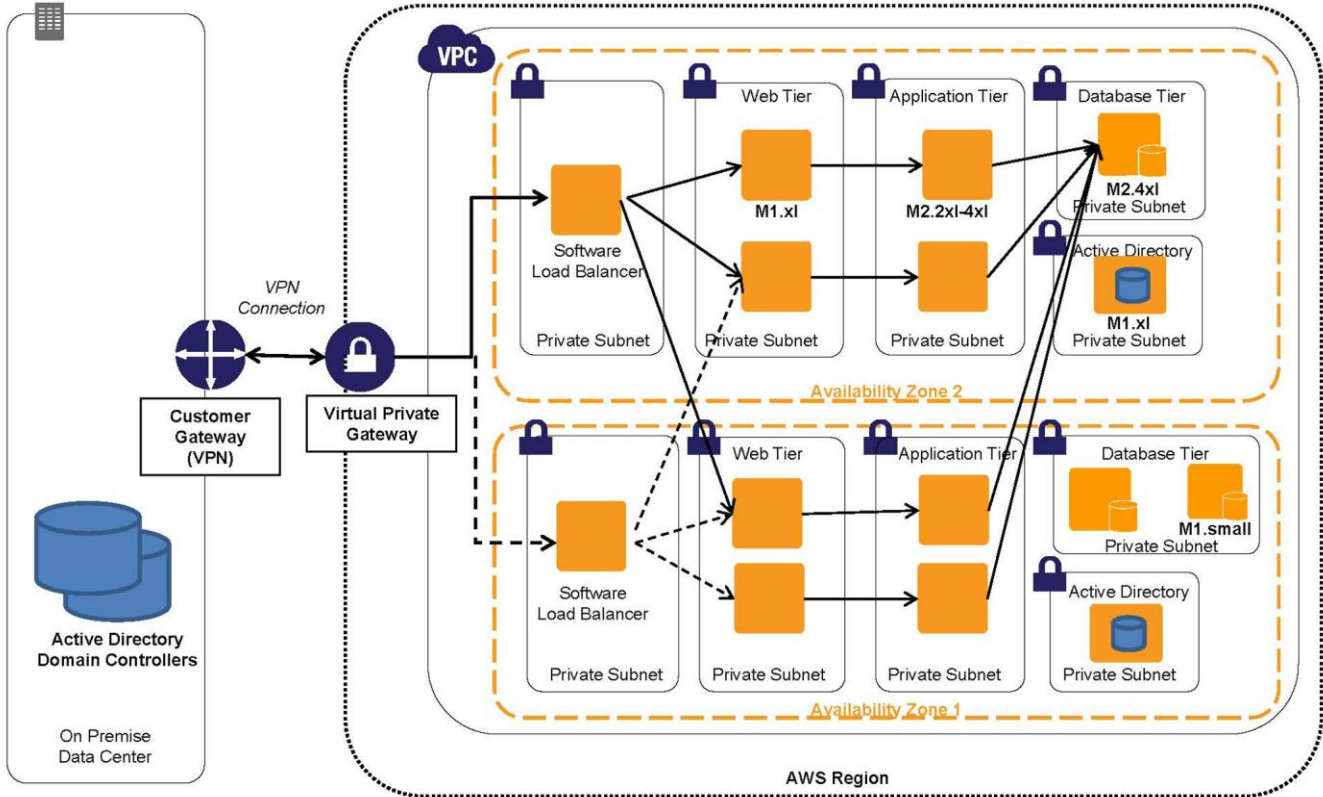 VPC
Web Tier
Application Tier
Database Tier
M1.xl
M2.2xl-4xl
M2.4xl
Private Subnet
Software
Load Balancer
Active Directory
M1.xl
Private Subnet
Private Subnet
Private Subnet
Private Subnet
Availability Zone 2
VPN
Connection
Customer
Gateway
(VPN)
Virtual Private
Gateway
Web Tier
Application Tier
Database Tier
M1.small
Private Subnet
Software
Load Balancer
Active Directory
Private Subnet
Private Subnet
Private Subnet
Private Subnet
Availability Zone 1
Active Directory
Domain Controllers
On Premise
Data Center
AWS Region